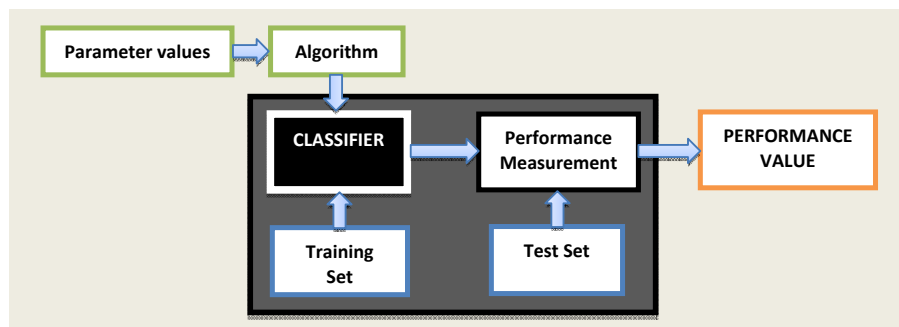 Parameter values
Algorithm
CLASSIFIER
Performance
Measurement
PERFORMANCE
VALUE
Training
Set
Test Set